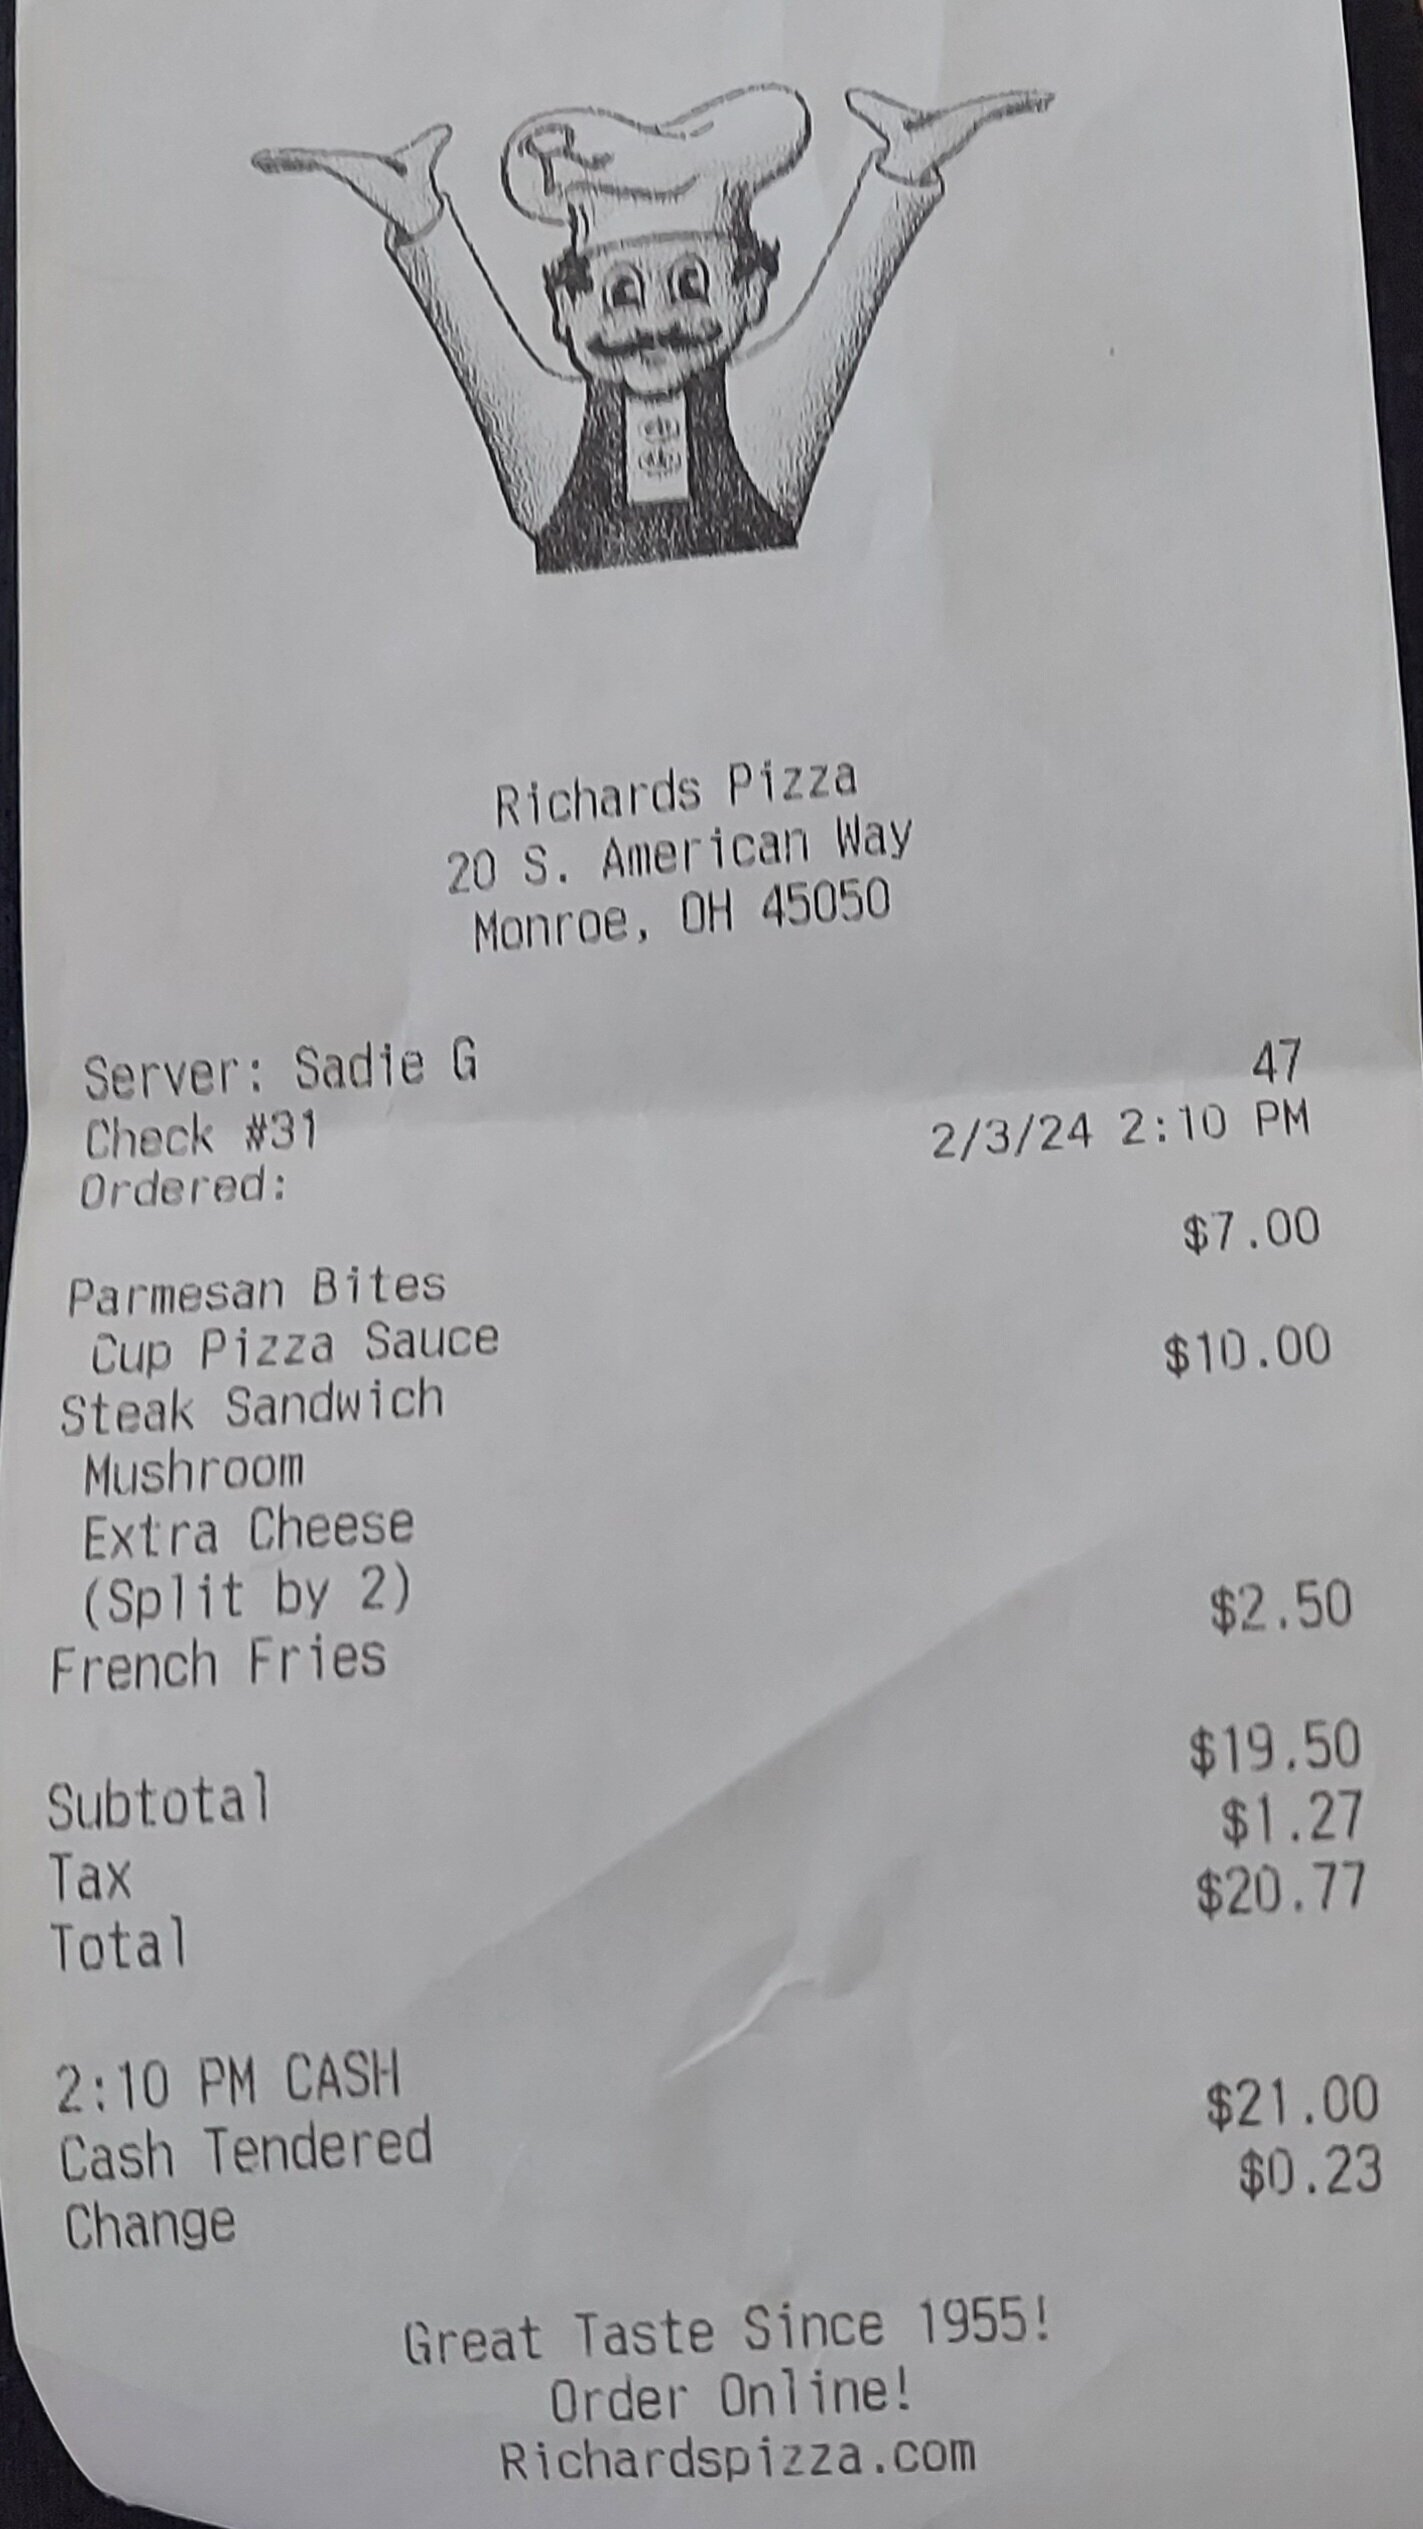 Richards Pizza
20 S. American Way
Monroe, OH 45050
Server: Sadie G
Check #31 47
Ordered: 2/3/24 2:10 PM
Parmesan Bites $7.00
Cup Pizza Sauce
Steak Sandwich $10.00
Mushroom
Extra Cheese
(Split by 2)
French Fries $2.50
Subtotal $19.50
Tax $1.27
Total $20.77
2:10 PM CASH
Cash Tendered $21.00
Change $0.23
Great Taste Since 1955!
Order Online!
Richardspizza.com